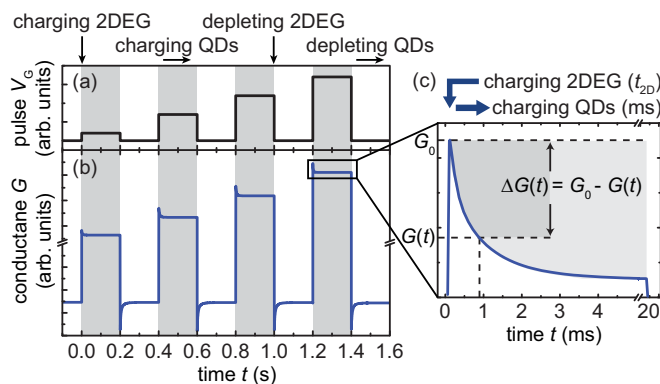 charging 2DEG
depleting 2DEG
charging QDs
depleting QDs
(a)
pulse V_G
(arb. units)
(b)
conductane G
(arb. units)
0.0 0.2 0.4 0.6 0.8 1.0 1.2 1.4 1.6
time t (s)
(c)
charging 2DEG (t_2D)
charging QDs (ms)
G_0
ΔG(t) = G_0 - G(t)
G(t)
0 1 2 3 4 20
time t (ms)